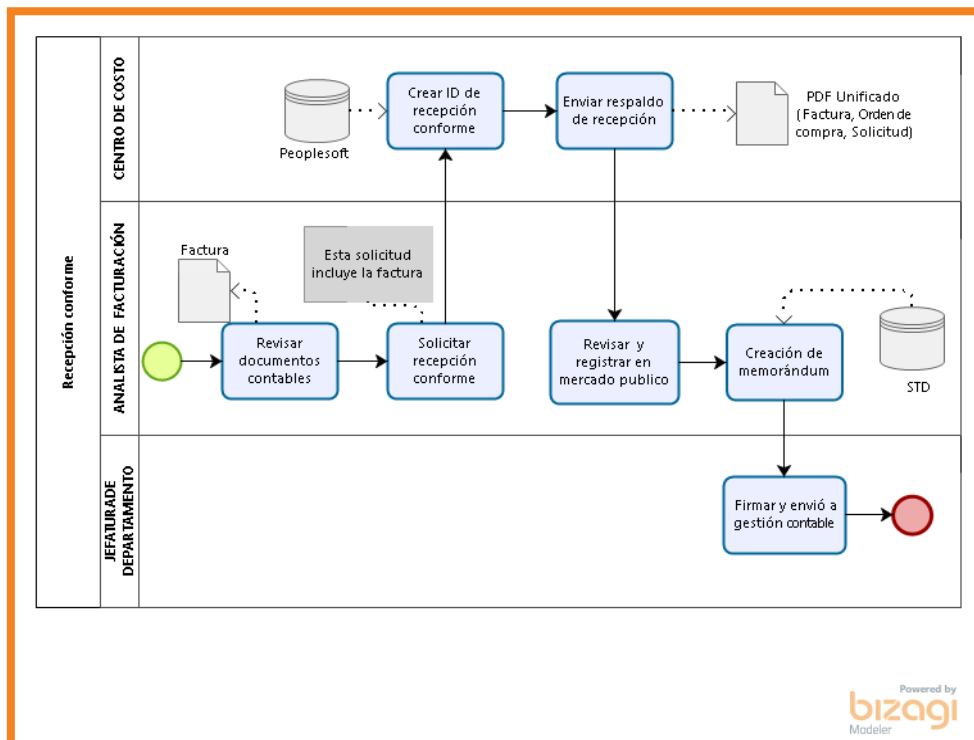 Recepción conforme
CENTRO DE COSTO
Peoplesoft
Crear ID de
recepción
conforme
Enviar respaldo
de recepción
PDF Unificado
(Factura, Orden de
compra, Solicitud)
ANALISTA DE FACTURACIÓN
Factura
Esta solicitud
incluye la factura
Revisar
documentos
contables
Solicitar
recepción
conforme
Revisar y
registrar en
mercado publico
Creación de
memorándum
STD
JEFATURA DE
DEPARTAMENTO
Firmar y envió a
gestión contable
Powered by
bizagi
Modeler